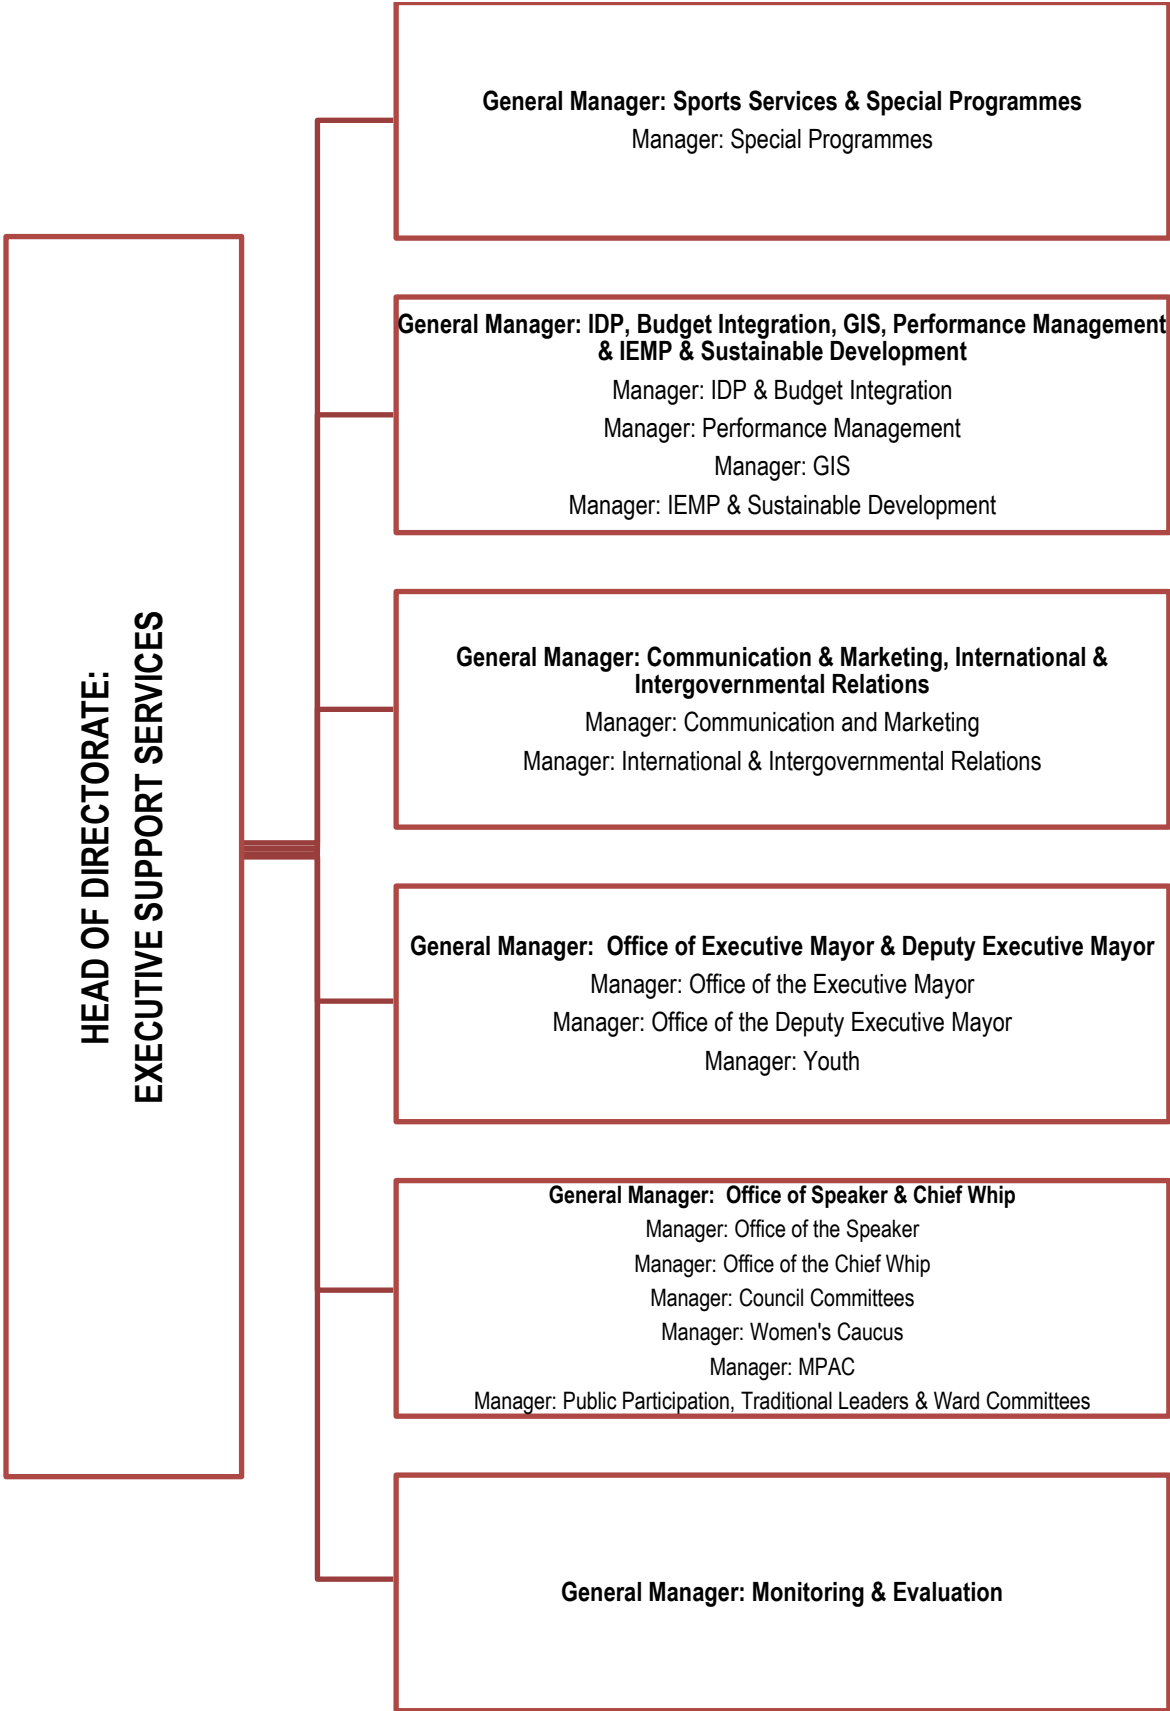 HEAD OF DIRECTORATE:
EXECUTIVE SUPPORT SERVICES
General Manager: Sports Services & Special Programmes
Manager: Special Programmes
General Manager: IDP, Budget Integration, GIS, Performance Management
& IEMP & Sustainable Development
Manager: IDP & Budget Integration
Manager: Performance Management
Manager: GIS
Manager: IEMP & Sustainable Development
General Manager: Communication & Marketing, International &
Intergovernmental Relations
Manager: Communication and Marketing
Manager: International & Intergovernmental Relations
General Manager:  Office of Executive Mayor & Deputy Executive Mayor
Manager: Office of the Executive Mayor
Manager: Office of the Deputy Executive Mayor
Manager: Youth
General Manager:  Office of Speaker & Chief Whip
Manager: Office of the Speaker
Manager: Office of the Chief Whip
Manager: Council Committees
Manager: Women's Caucus
Manager: MPAC
Manager: Public Participation, Traditional Leaders & Ward Committees
General Manager: Monitoring & Evaluation